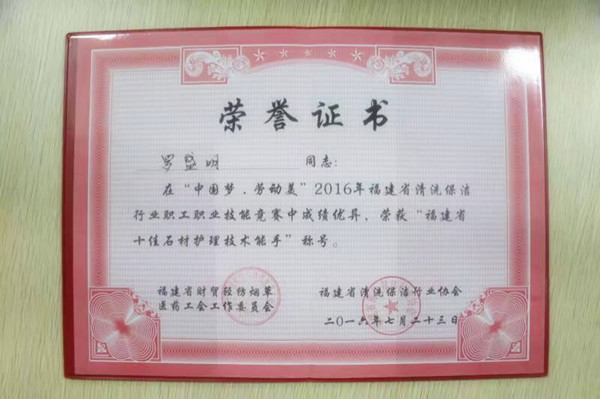 荣誉证书
罗盛明 同志:
在“中国梦·劳动美”2016年福建省清洗保洁
行业职工职业技能竞赛中成绩优异、荣获“福建省
十佳石材护理技术能手”称号。
福建省财贸轻纺烟草
医药工会工作委员会
福建省清洗保洁行业协会
二〇一六年七月二十三日